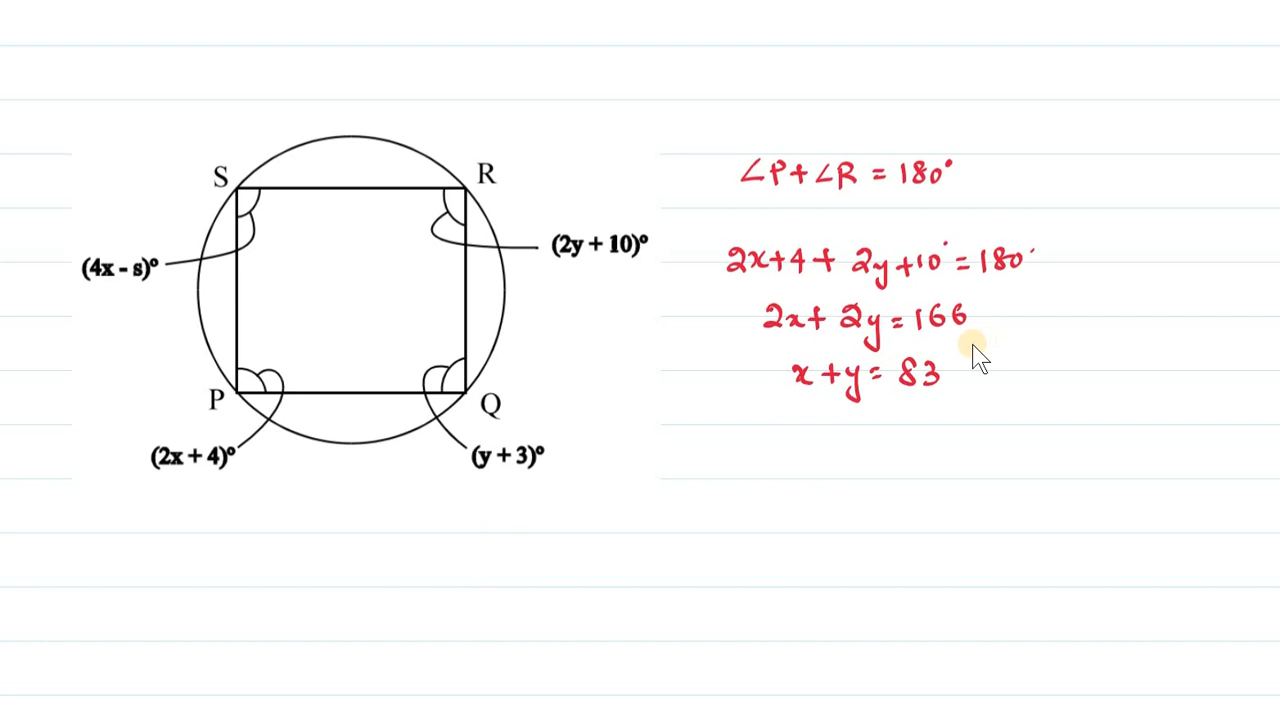 S
R
(4x - s)°
(2y + 10)°
P
Q
(2x + 4)°
(y + 3)°
∠P+∠R = 180°
2x+4+ 2y+10° = 180°
2x+ 2y = 166
x+y = 83